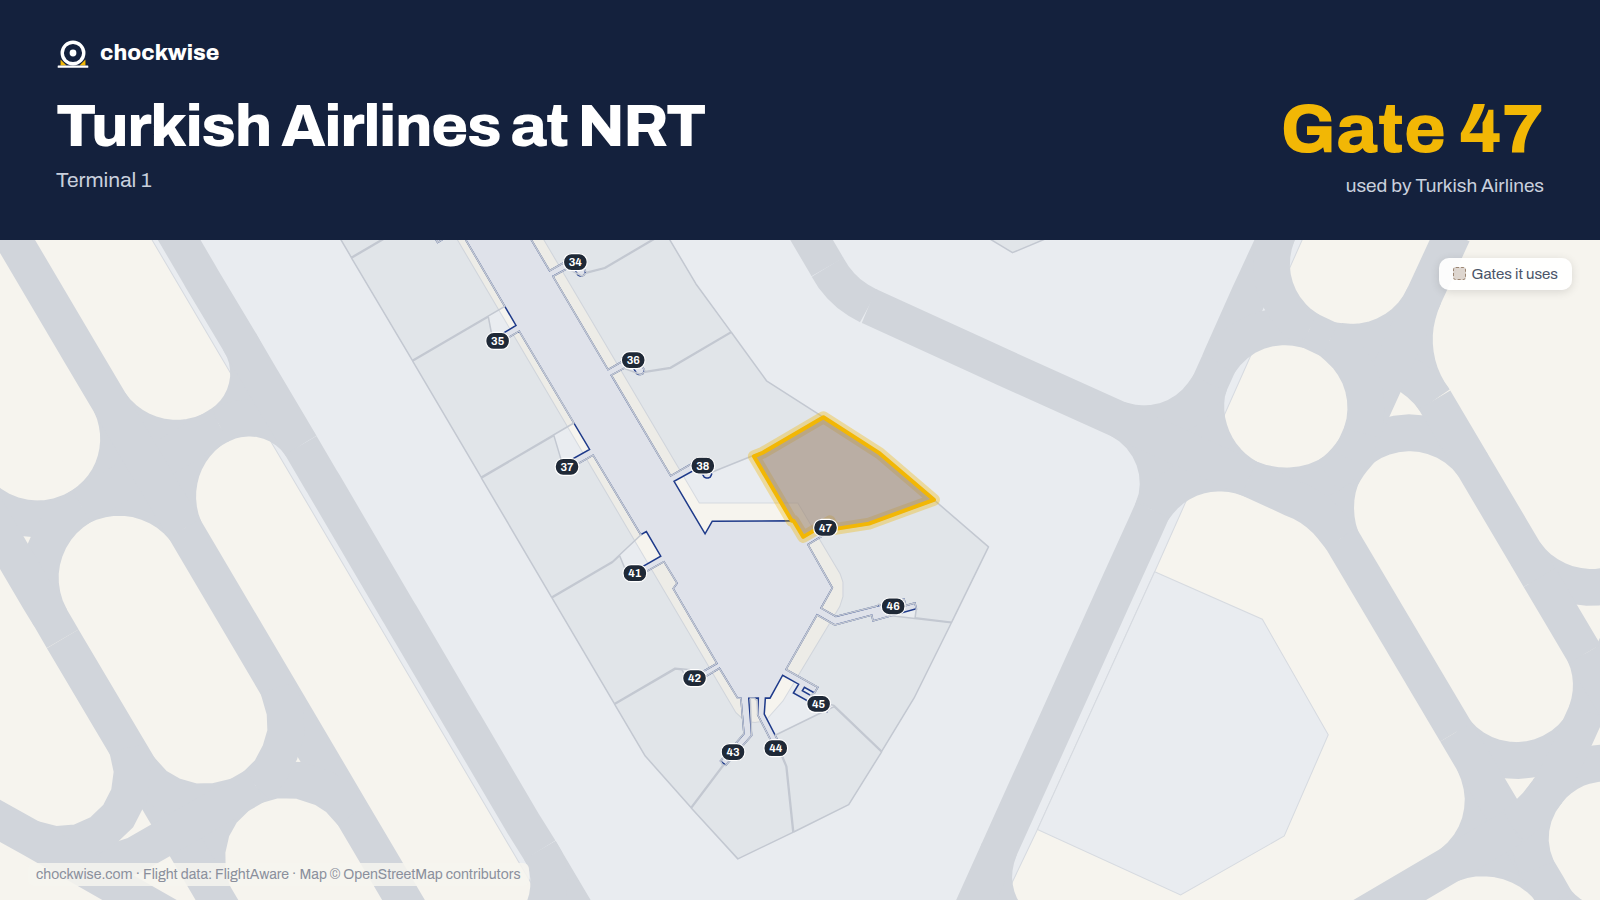 chockwise
Turkish Airlines at NRT
Terminal 1
Gate 47
used by Turkish Airlines
Gates it uses
34
35
36
37
38
47
41
46
42
45
43
44
chockwise.com · Flight data: FlightAware · Map © OpenStreetMap contributors